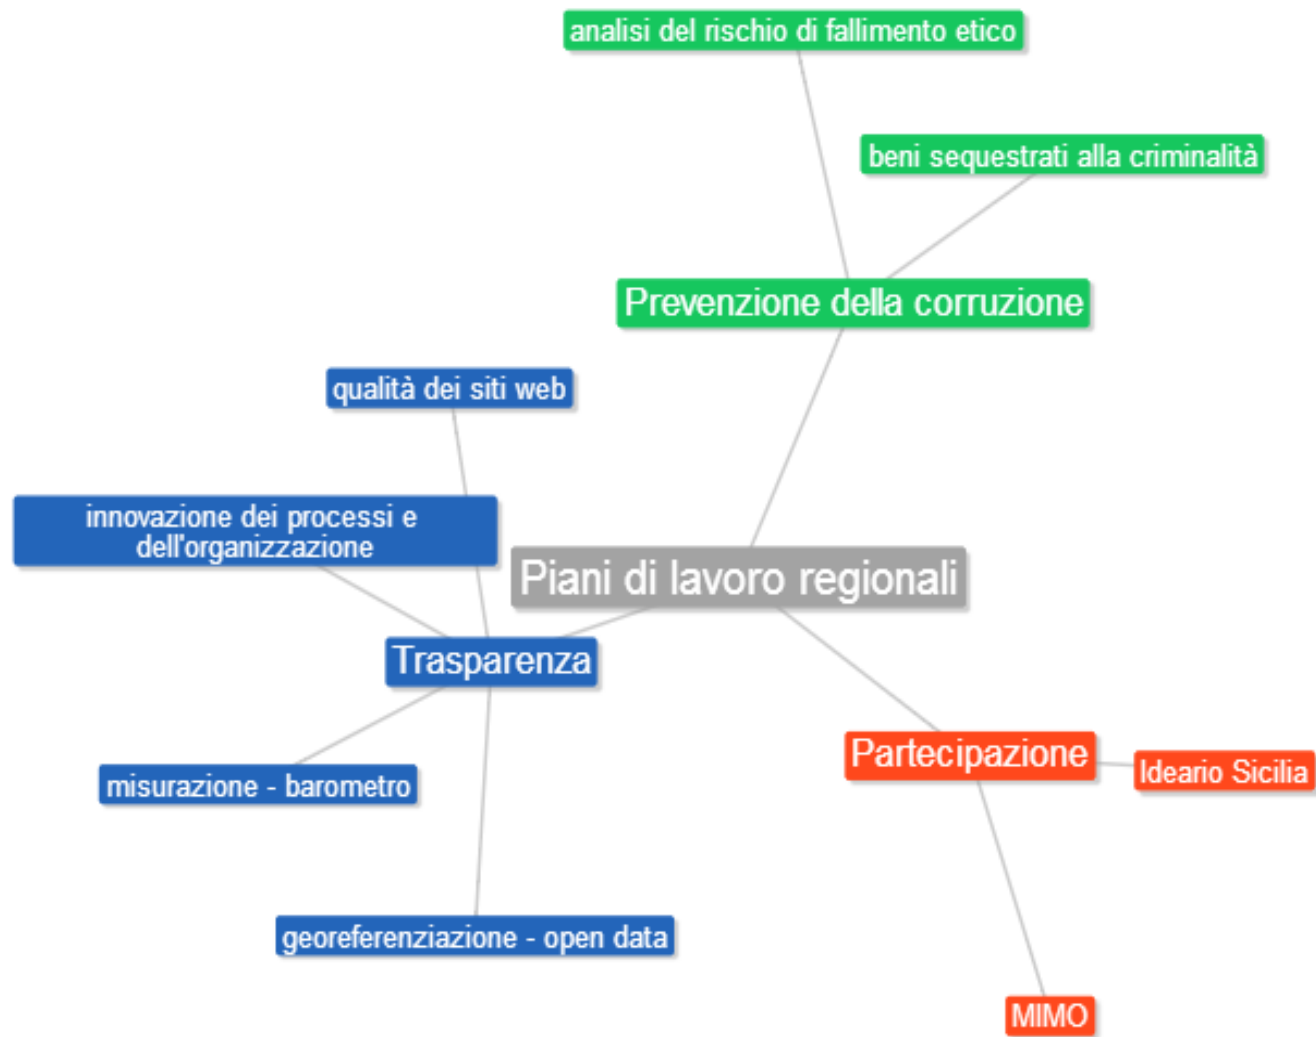 analisi del rischio di fallimento etico
beni sequestrati alla criminalità
Prevenzione della corruzione
qualità dei siti web
innovazione dei processi e
dell'organizzazione
Piani di lavoro regionali
Trasparenza
Partecipazione
Ideario Sicilia
misurazione - barometro
georeferenziazione - open data
MIMO